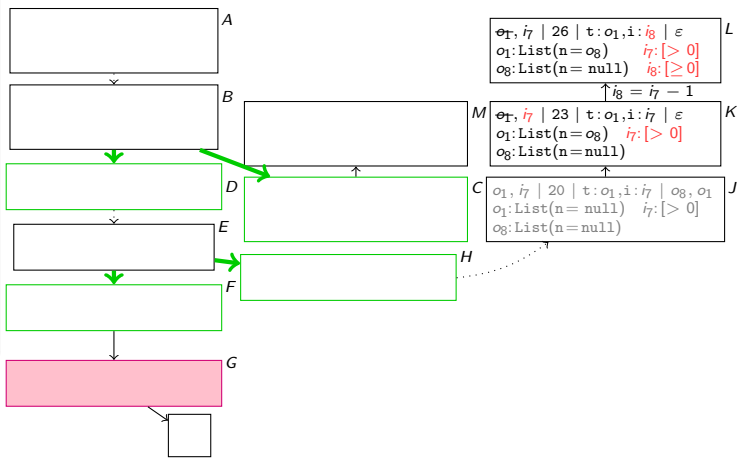 A
B
D
E
F
G
M
C
H
o̶₁̶, i₇ | 26 | t:o₁,i:i₈ | ε
o₁:List(n=o₈) i₇:[> 0]
o₈:List(n=null) i₈:[≥0]
L
i₈ = i₇ − 1
o̶₁̶, i₇ | 23 | t:o₁,i:i₇ | ε
o₁:List(n=o₈) i₇:[> 0]
o₈:List(n=null)
K
o₁, i₇ | 20 | t:o₁,i:i₇ | o₈, o₁
o₁:List(n=null) i₇:[> 0]
o₈:List(n=null)
J